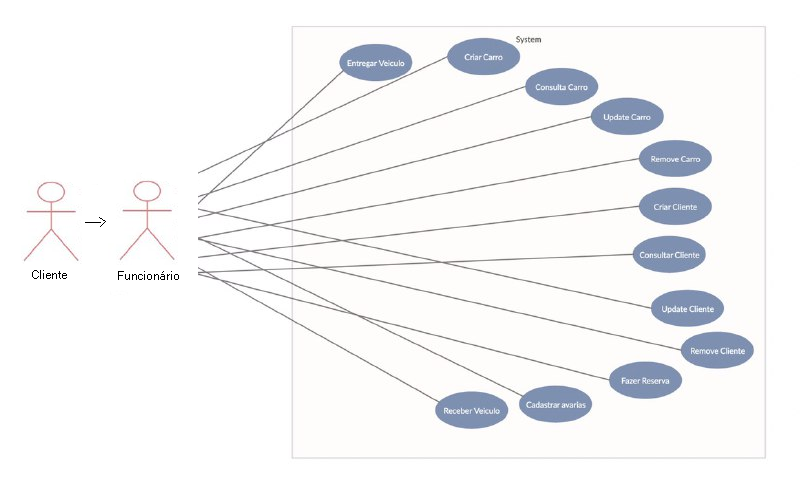 System
Entregar Veiculo
Criar Carro
Consulta Carro
Update Carro
Remove Carro
Criar Cliente
Consultar Cliente
Update Cliente
Remove Cliente
Fazer Reserva
Cadastrar avarias
Receber Veiculo
Cliente
Funcionário